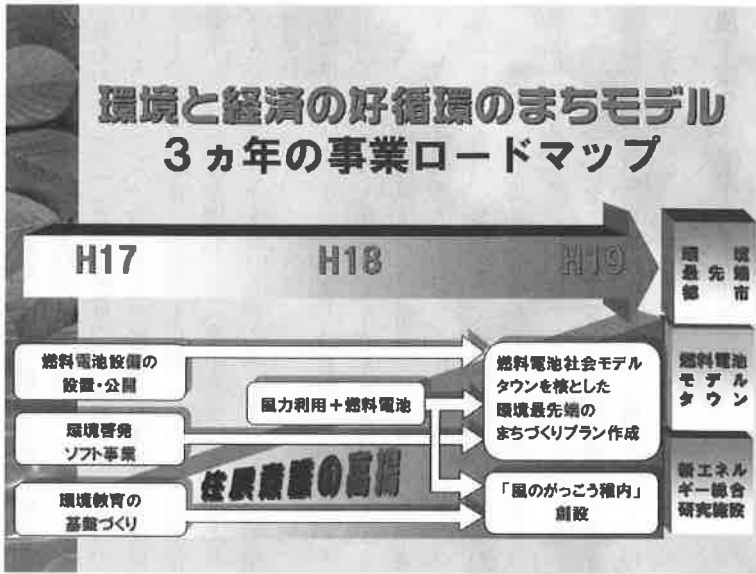 環境と経済の好循環のまちモデル
3ヵ年の事業ロードマップ
H17
H18
H19
環境
最先端
都市
燃料電池設備の
設置・公開
環境啓発
ソフト事業
環境教育の
基盤づくり
風力利用+燃料電池
住民意識の高揚
燃料電池社会モデル
タウンを核とした
環境最先端の
まちづくりプラン作成
「風のがっこう稚内」
創設
燃料電池
モデル
タウン
新エネル
ギー総合
研究施設